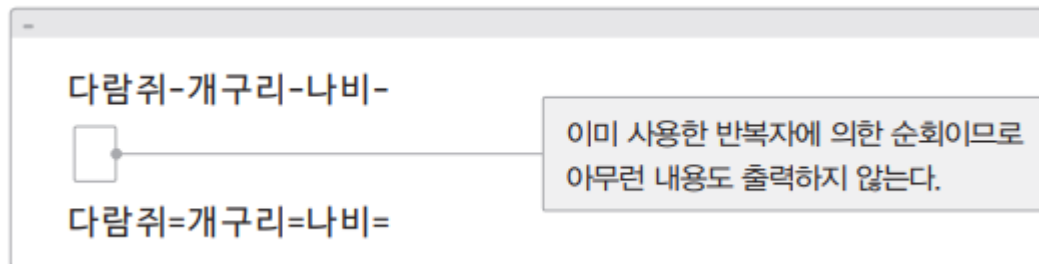 다람쥐-개구리-나비-
이미 사용한 반복자에 의한 순회이므로
아무런 내용도 출력하지 않는다.
다람쥐=개구리=나비=